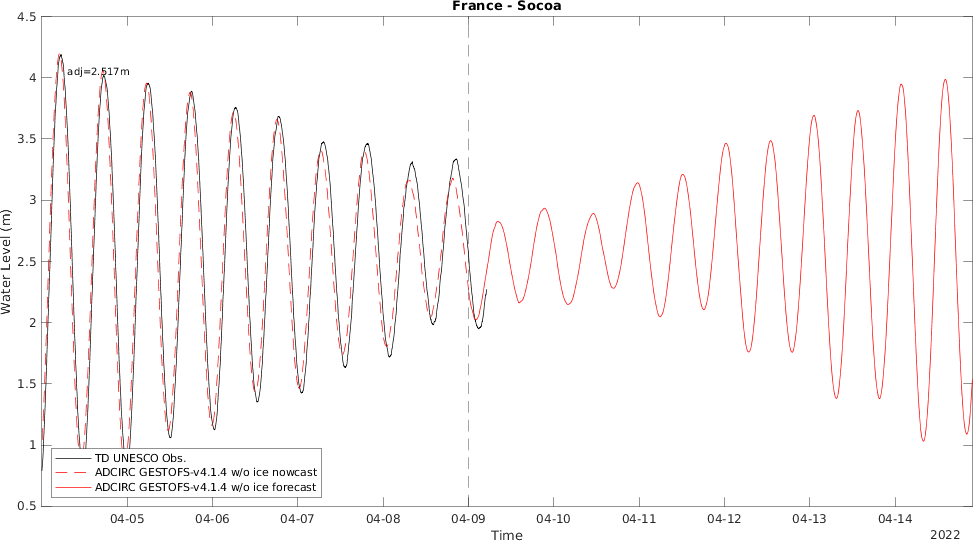 France - Socoa
4.5
4
3.5
3
2.5
2
1.5
1
0.5
Water Level (m)
adj=2.517m
TD UNESCO Obs.
ADCIRC GESTOFS-v4.1.4 w/o ice nowcast
ADCIRC GESTOFS-v4.1.4 w/o ice forecast
04-05 04-06 04-07 04-08 04-09 04-10 04-11 04-12 04-13 04-14
Time
2022